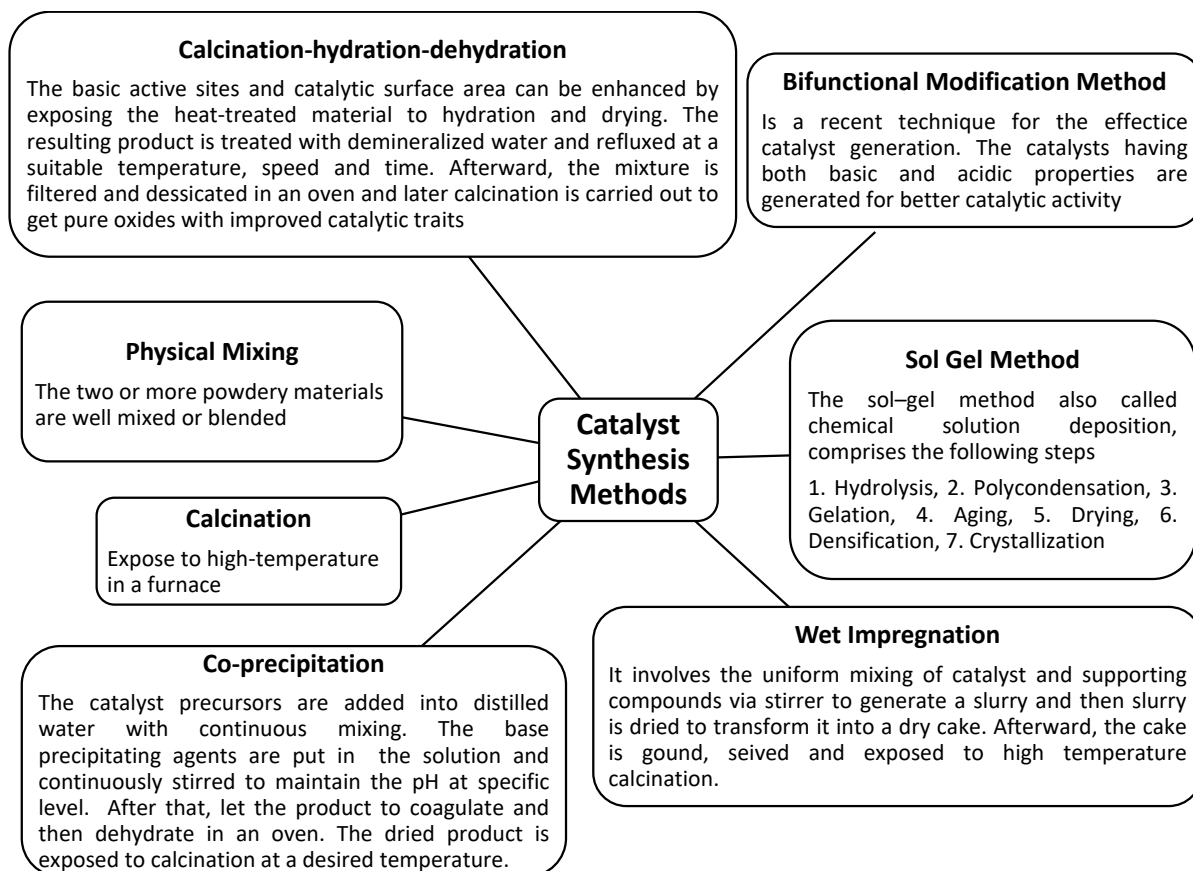 Calcination-hydration-dehydration
The basic active sites and catalytic surface area can be enhanced by
exposing the heat-treated material to hydration and drying. The
resulting product is treated with demineralized water and refluxed at a
suitable temperature, speed and time. Afterward, the mixture is
filtered and dessicated in an oven and later calcination is carried out to
get pure oxides with improved catalytic traits
Bifunctional Modification Method
Is a recent technique for the effectice
catalyst generation. The catalysts having
both basic and acidic properties are
generated for better catalytic activity
Physical Mixing
The two or more powdery materials
are well mixed or blended
Catalyst
Synthesis
Methods
Sol Gel Method
The sol–gel method also called
chemical solution deposition,
comprises the following steps
1. Hydrolysis, 2. Polycondensation, 3.
Gelation, 4. Aging, 5. Drying, 6.
Densification, 7. Crystallization
Calcination
Expose to high-temperature
in a furnace
Co-precipitation
The catalyst precursors are added into distilled
water with continuous mixing. The base
precipitating agents are put in the solution and
continuously stirred to maintain the pH at specific
level. After that, let the product to coagulate and
then dehydrate in an oven. The dried product is
exposed to calcination at a desired temperature.
Wet Impregnation
It involves the uniform mixing of catalyst and supporting
compounds via stirrer to generate a slurry and then slurry
is dried to transform it into a dry cake. Afterward, the cake
is gound, seived and exposed to high temperature
calcination.